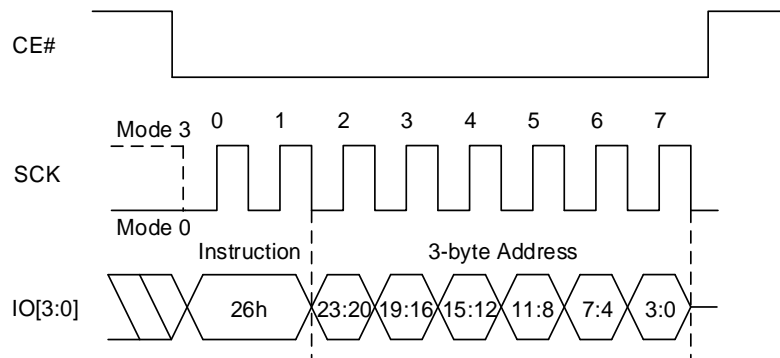 CE#
Mode 3 0 1 2 3 4 5 6 7
SCK
Mode 0
Instruction 3-byte Address
IO[3:0] 26h 23:20 19:16 15:12 11:8 7:4 3:0